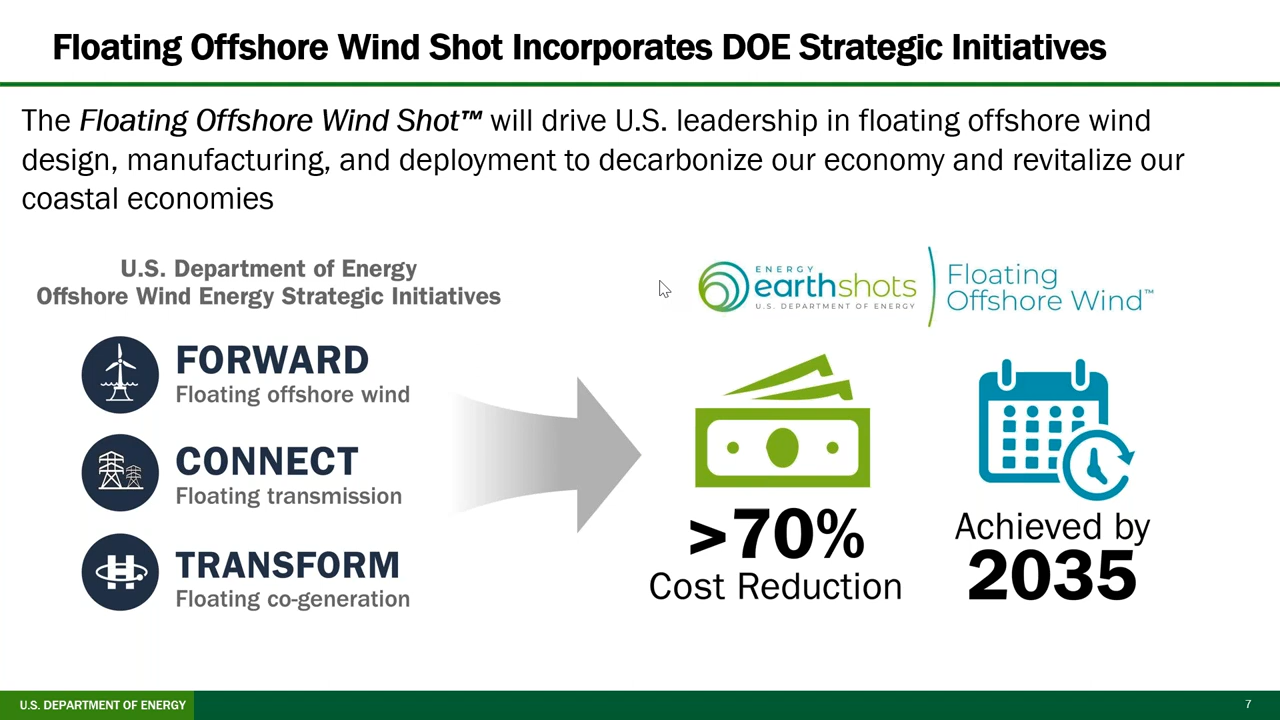 Floating Offshore Wind Shot Incorporates DOE Strategic Initiatives
The Floating Offshore Wind Shot™ will drive U.S. leadership in floating offshore wind
design, manufacturing, and deployment to decarbonize our economy and revitalize our
coastal economies
U.S. Department of Energy
Offshore Wind Energy Strategic Initiatives
FORWARD
Floating offshore wind
CONNECT
Floating transmission
TRANSFORM
Floating co-generation
ENERGY
earthshots
U.S. DEPARTMENT OF ENERGY
Floating
Offshore Wind™
>70%
Cost Reduction
Achieved by
2035
U.S. DEPARTMENT OF ENERGY
7